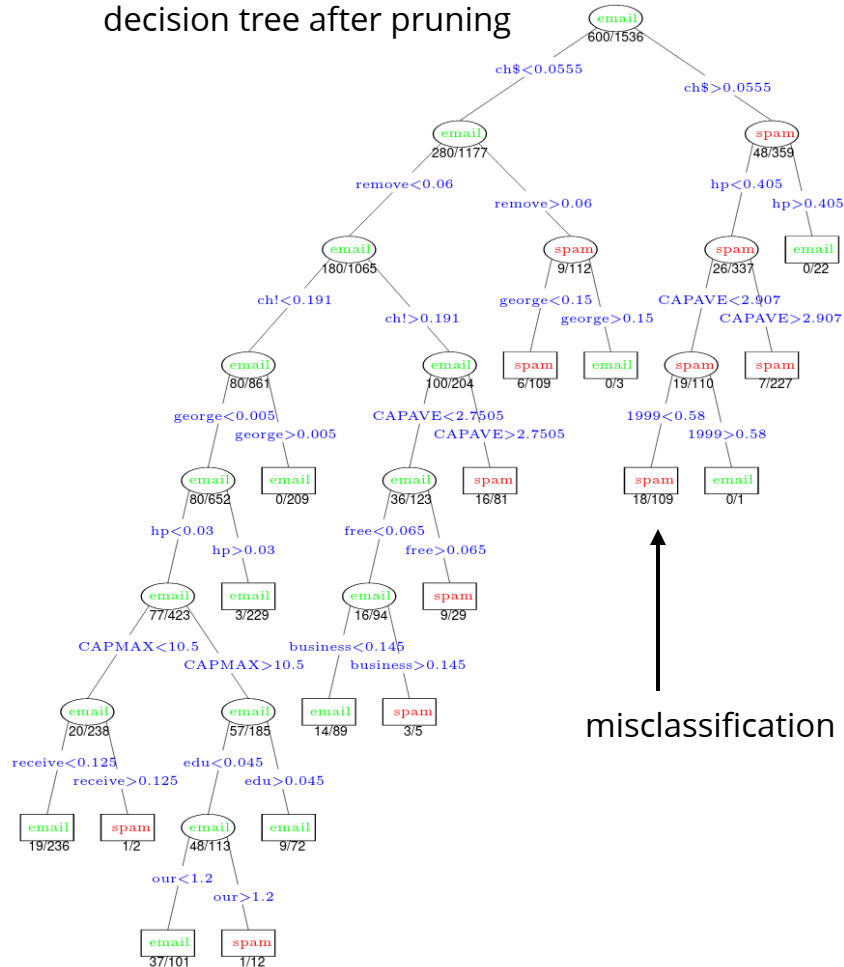 decision tree after pruning
email
600/1536
ch$<0.0555
ch$>0.0555
email
280/1177
spam
48/359
remove<0.06
hp<0.405
remove>0.06
hp>0.405
email
180/1065
spam
9/112
spam
26/337
email
0/22
ch!<0.191
george<0.15
CAPAVE<2.907
ch!>0.191
george>0.15
CAPAVE>2.907
email
80/861
email
100/204
spam
6/109
email
0/3
spam
19/110
spam
7/227
george<0.005
CAPAVE<2.7505
1999<0.58
george>0.005
CAPAVE>2.7505
1999>0.58
email
80/652
email
0/209
email
36/123
spam
16/81
spam
18/109
email
0/1
hp<0.03
free<0.065
hp>0.03
free>0.065
email
77/423
email
3/229
email
16/94
spam
9/29
CAPMAX<10.5
business<0.145
CAPMAX>10.5
business>0.145
email
20/238
email
57/185
email
14/89
spam
3/5
misclassification
receive<0.125
edu<0.045
receive>0.125
edu>0.045
email
19/236
spam
1/2
email
48/113
email
9/72
our<1.2
our>1.2
email
37/101
spam
1/12